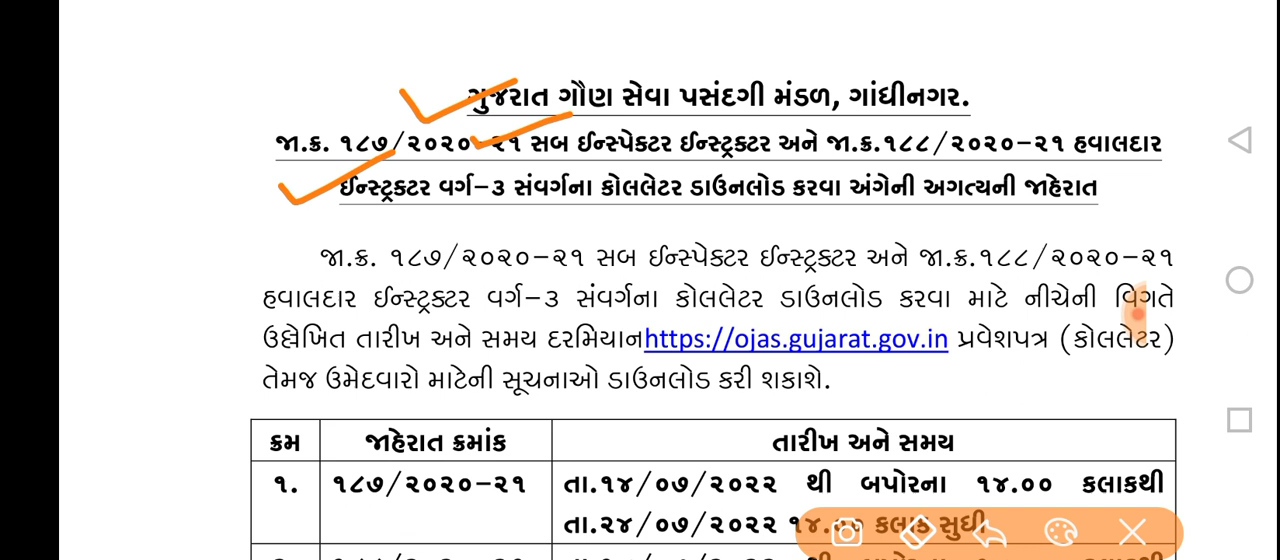 ગુજરાત ગૌણ સેવા પસંદગી મંડળ, ગાંધીનગર.
જા.ક્ર. ૧૮૭/૨૦૨૦-૨૧ સબ ઈન્સ્પેક્ટર ઈન્સ્ટ્રક્ટર અને જા.ક્ર.૧૮૮/૨૦૨૦-૨૧ હવાલદાર
ઈન્સ્ટ્રક્ટર વર્ગ-૩ સંવર્ગના કોલલેટર ડાઉનલોડ કરવા અંગેની અગત્યની જાહેરાત
જા.ક્ર. ૧૮૭/૨૦૨૦-૨૧ સબ ઈન્સ્પેક્ટર ઈન્સ્ટ્રક્ટર અને જા.ક્ર.૧૮૮/૨૦૨૦-૨૧
હવાલદાર ઈન્સ્ટ્રક્ટર વર્ગ-૩ સંવર્ગના કોલલેટર ડાઉનલોડ કરવા માટે નીચેની વિગતે
ઉલ્લેખિત તારીખ અને સમય દરમિયાનhttps://ojas.gujarat.gov.in પ્રવેશપત્ર (કોલલેટર)
તેમજ ઉમેદવારો માટેની સૂચનાઓ ડાઉનલોડ કરી શકાશે.
ક્રમ જાહેરાત ક્રમાંક તારીખ અને સમય
૧. ૧૮૭/૨૦૨૦-૨૧ તા.૧૪/૦૭/૨૦૨૨ થી બપોરના ૧૪.૦૦ કલાકથી
તા.૨૪/૦૭/૨૦૨૨ ૧૪.૦૦ કલાક સુધી